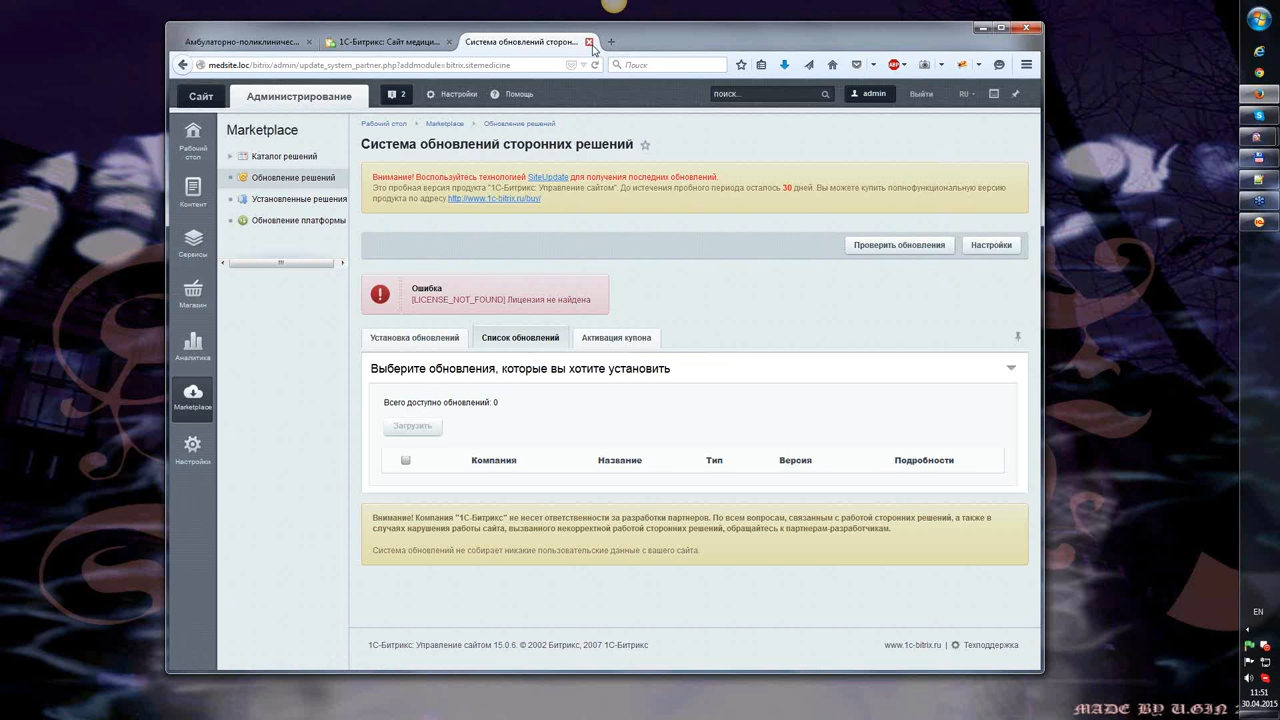 Амбулаторно-поликлиничес...
1С-Битрикс: Сайт медици...
Система обновлений сторон...
medsite.loc/bitrix/admin/update_system_partner.php?addmodule=bitrix.sitemedicine
Поиск
Сайт
Администрирование
2
Настройки
Помощь
поиск...
admin
Выйти
RU
Рабочий стол
Контент
Сервисы
Магазин
Аналитика
Marketplace
Настройки
Marketplace
Каталог решений
Обновление решений
Установленные решения
Обновление платформы
Рабочий стол
Marketplace
Обновление решений
Система обновлений сторонних решений
Внимание! Воспользуйтесь технологией SiteUpdate для получения последних обновлений.
Это пробная версия продукта "1С-Битрикс: Управление сайтом". До истечения пробного периода осталось 30 дней. Вы можете купить полнофункциональную версию
продукта по адресу http://www.1c-bitrix.ru/buy/
Проверить обновления
Настройки
Ошибка
[LICENSE_NOT_FOUND] Лицензия не найдена
Установка обновлений
Список обновлений
Активация купона
Выберите обновления, которые вы хотите установить
Всего доступно обновлений: 0
Загрузить
Компания
Название
Тип
Версия
Подробности
Внимание! Компания "1С-Битрикс" не несет ответственности за разработки партнеров. По всем вопросам, связанным с работой сторонних решений, а также в
случаях нарушения работы сайта, вызванного некорректной работой сторонних решений, обращайтесь к партнерам-разработчикам.
Система обновлений не собирает никакие пользовательские данные с вашего сайта.
1С-Битрикс: Управление сайтом 15.0.6. © 2002 Битрикс, 2007 1С-Битрикс
www.1c-bitrix.ru
Техподдержка
EN
11:51
30.04.2015
MADE BY U.GIN